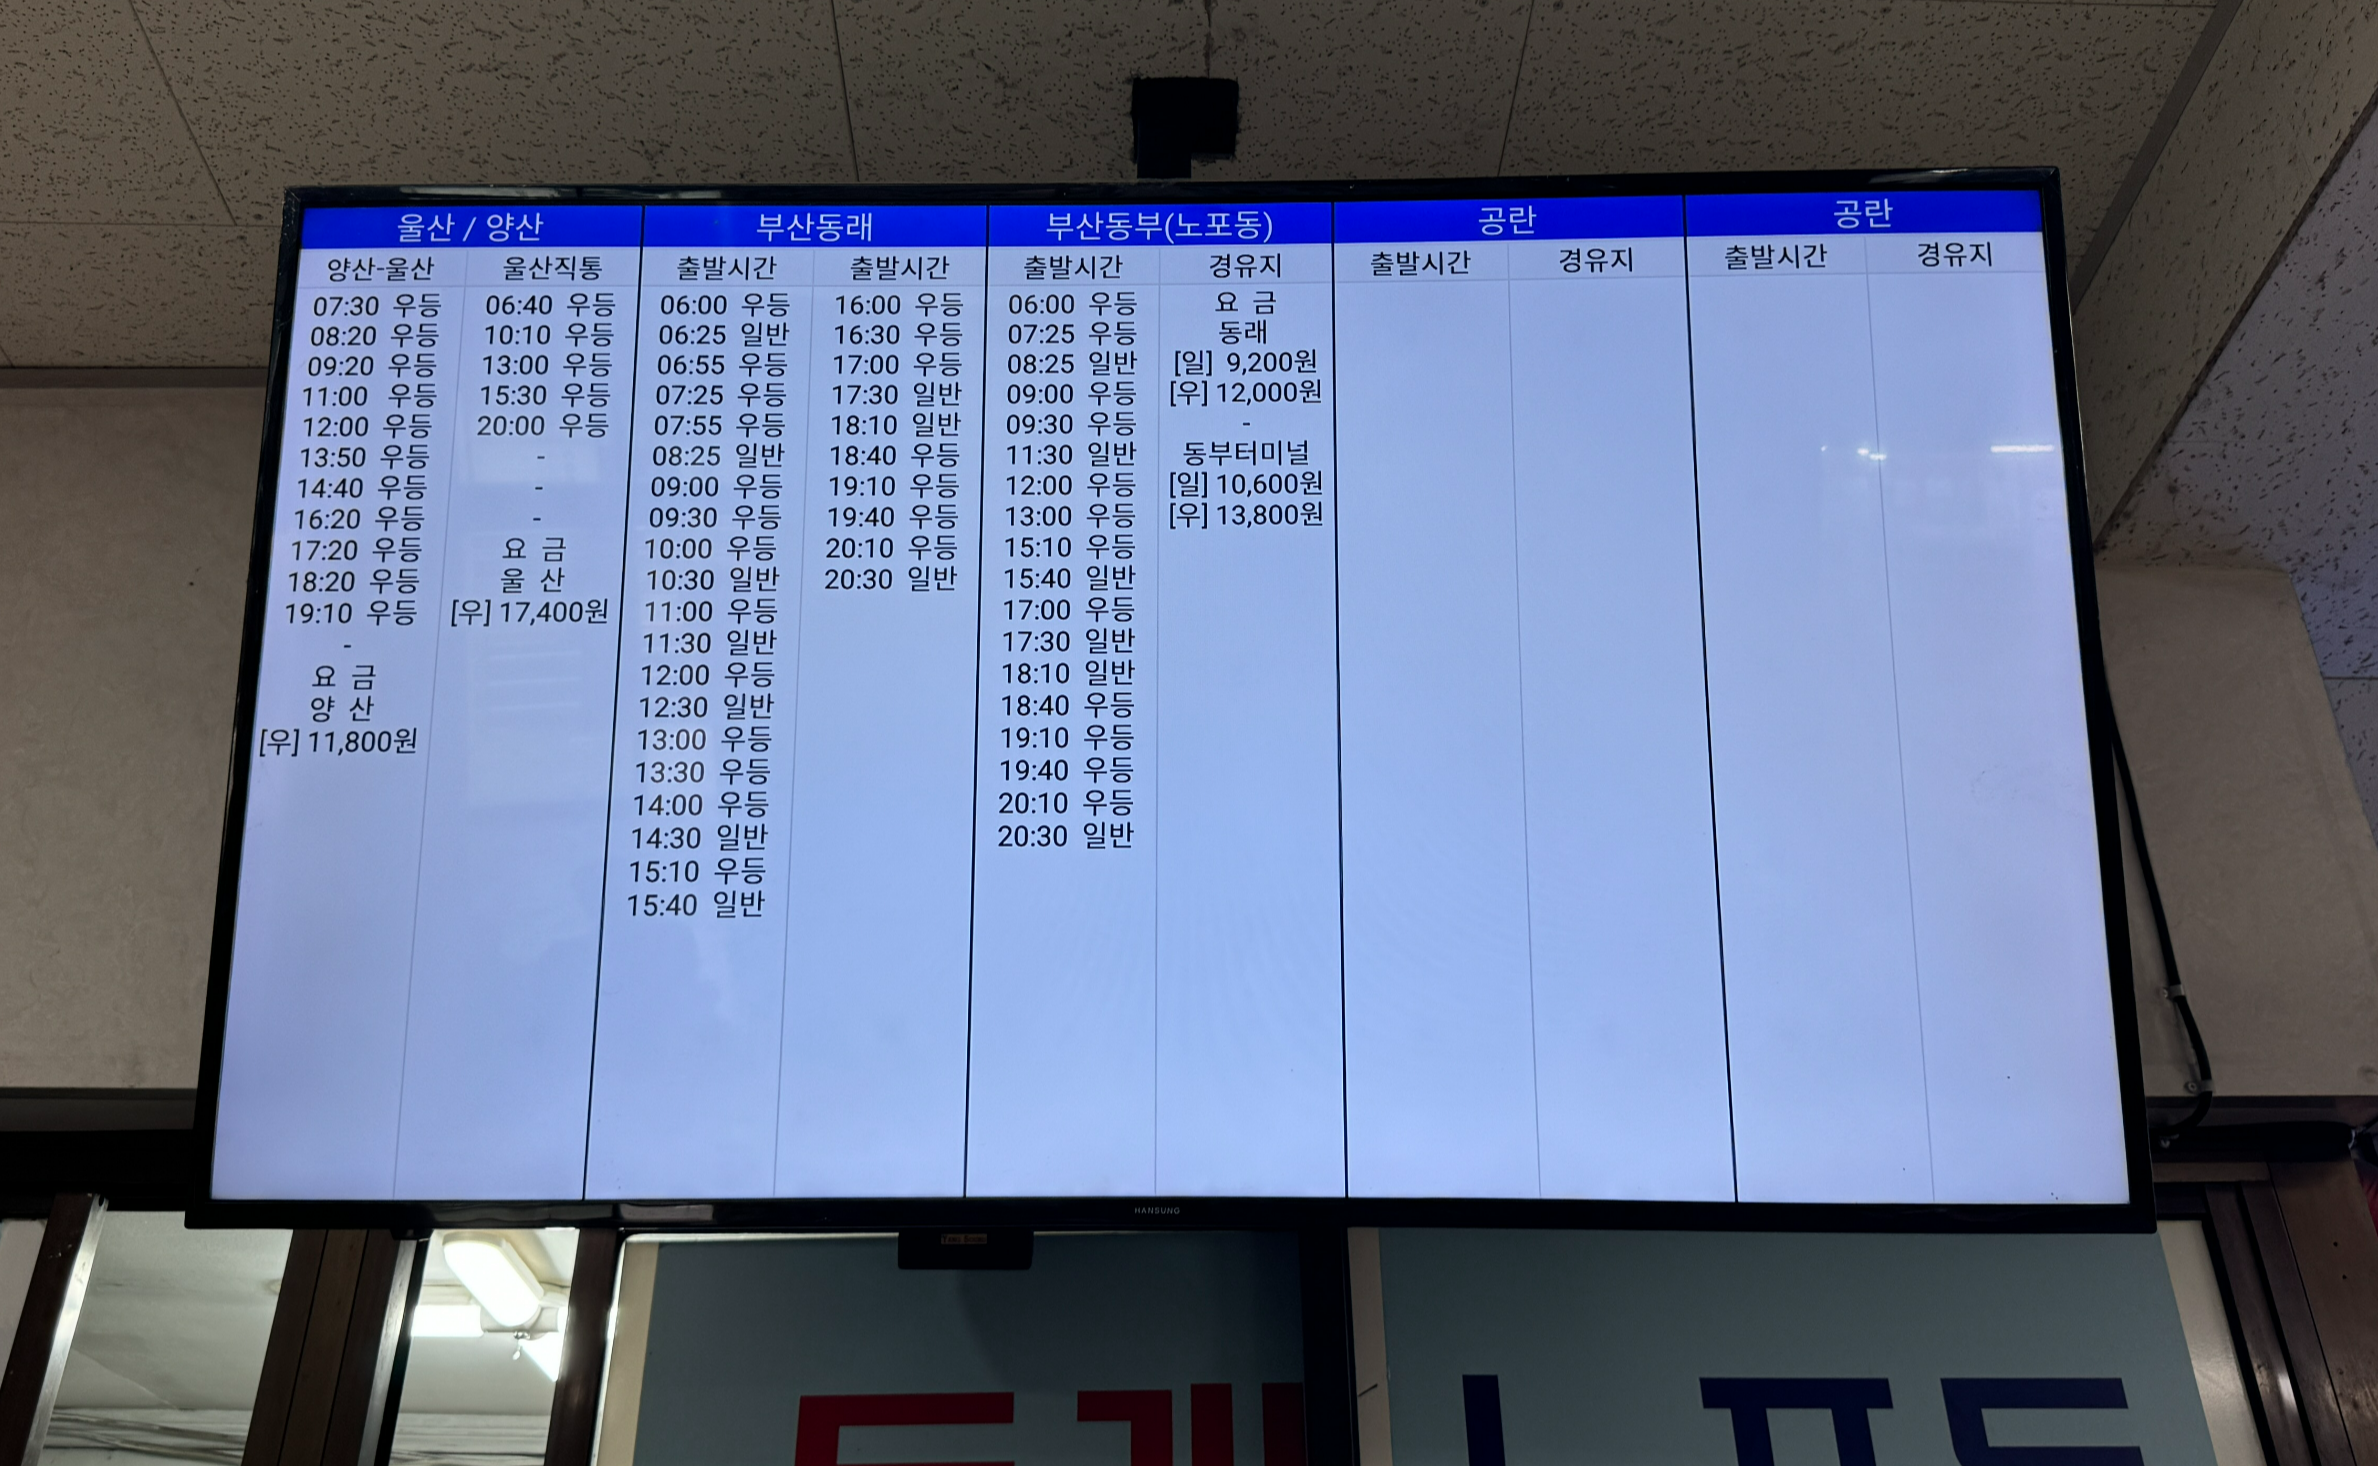 울산 / 양산
양산-울산
07:30 우등
08:20 우등
09:20 우등
11:00 우등
12:00 우등
13:50 우등
14:40 우등
16:20 우등
17:20 우등
18:20 우등
19:10 우등
-
요 금
양 산
[우] 11,800원
울산직통
06:40 우등
10:10 우등
13:00 우등
15:30 우등
20:00 우등
-
-
-
요 금
울 산
[우] 17,400원
부산동래
출발시간
06:00 우등
06:25 일반
06:55 우등
07:25 우등
07:55 우등
08:25 일반
09:00 우등
09:30 우등
10:00 우등
10:30 일반
11:00 우등
11:30 일반
12:00 우등
12:30 일반
13:00 우등
13:30 우등
14:00 우등
14:30 일반
15:10 우등
15:40 일반
출발시간
16:00 우등
16:30 우등
17:00 우등
17:30 일반
18:10 일반
18:40 우등
19:10 우등
19:40 우등
20:10 우등
20:30 일반
부산동부(노포동)
출발시간
06:00 우등
07:25 우등
08:25 일반
09:00 우등
09:30 우등
11:30 일반
12:00 우등
13:00 우등
15:10 우등
15:40 일반
17:00 우등
17:30 일반
18:10 일반
18:40 우등
19:10 우등
19:40 우등
20:10 우등
20:30 일반
경유지
요 금
동래
[일] 9,200원
[우] 12,000원
-
동부터미널
[일] 10,600원
[우] 13,800원
공란
출발시간
경유지
공란
출발시간
경유지
HANSUNG